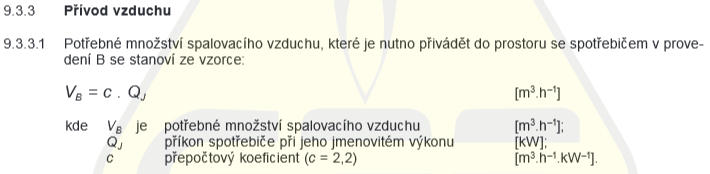 9.3.3 Přívod vzduchu
9.3.3.1 Potřebné množství spalovacího vzduchu, které je nutno přivádět do prostoru se spotřebičem v prove-
dení B se stanoví ze vzorce:
V_B = c . Q_J [m³.h⁻¹]
kde V_B je potřebné množství spalovacího vzduchu [m³.h⁻¹];
Q_J příkon spotřebiče při jeho jmenovitém výkonu [kW];
c přepočtový koeficient (c = 2,2) [m³.h⁻¹.kW⁻¹].